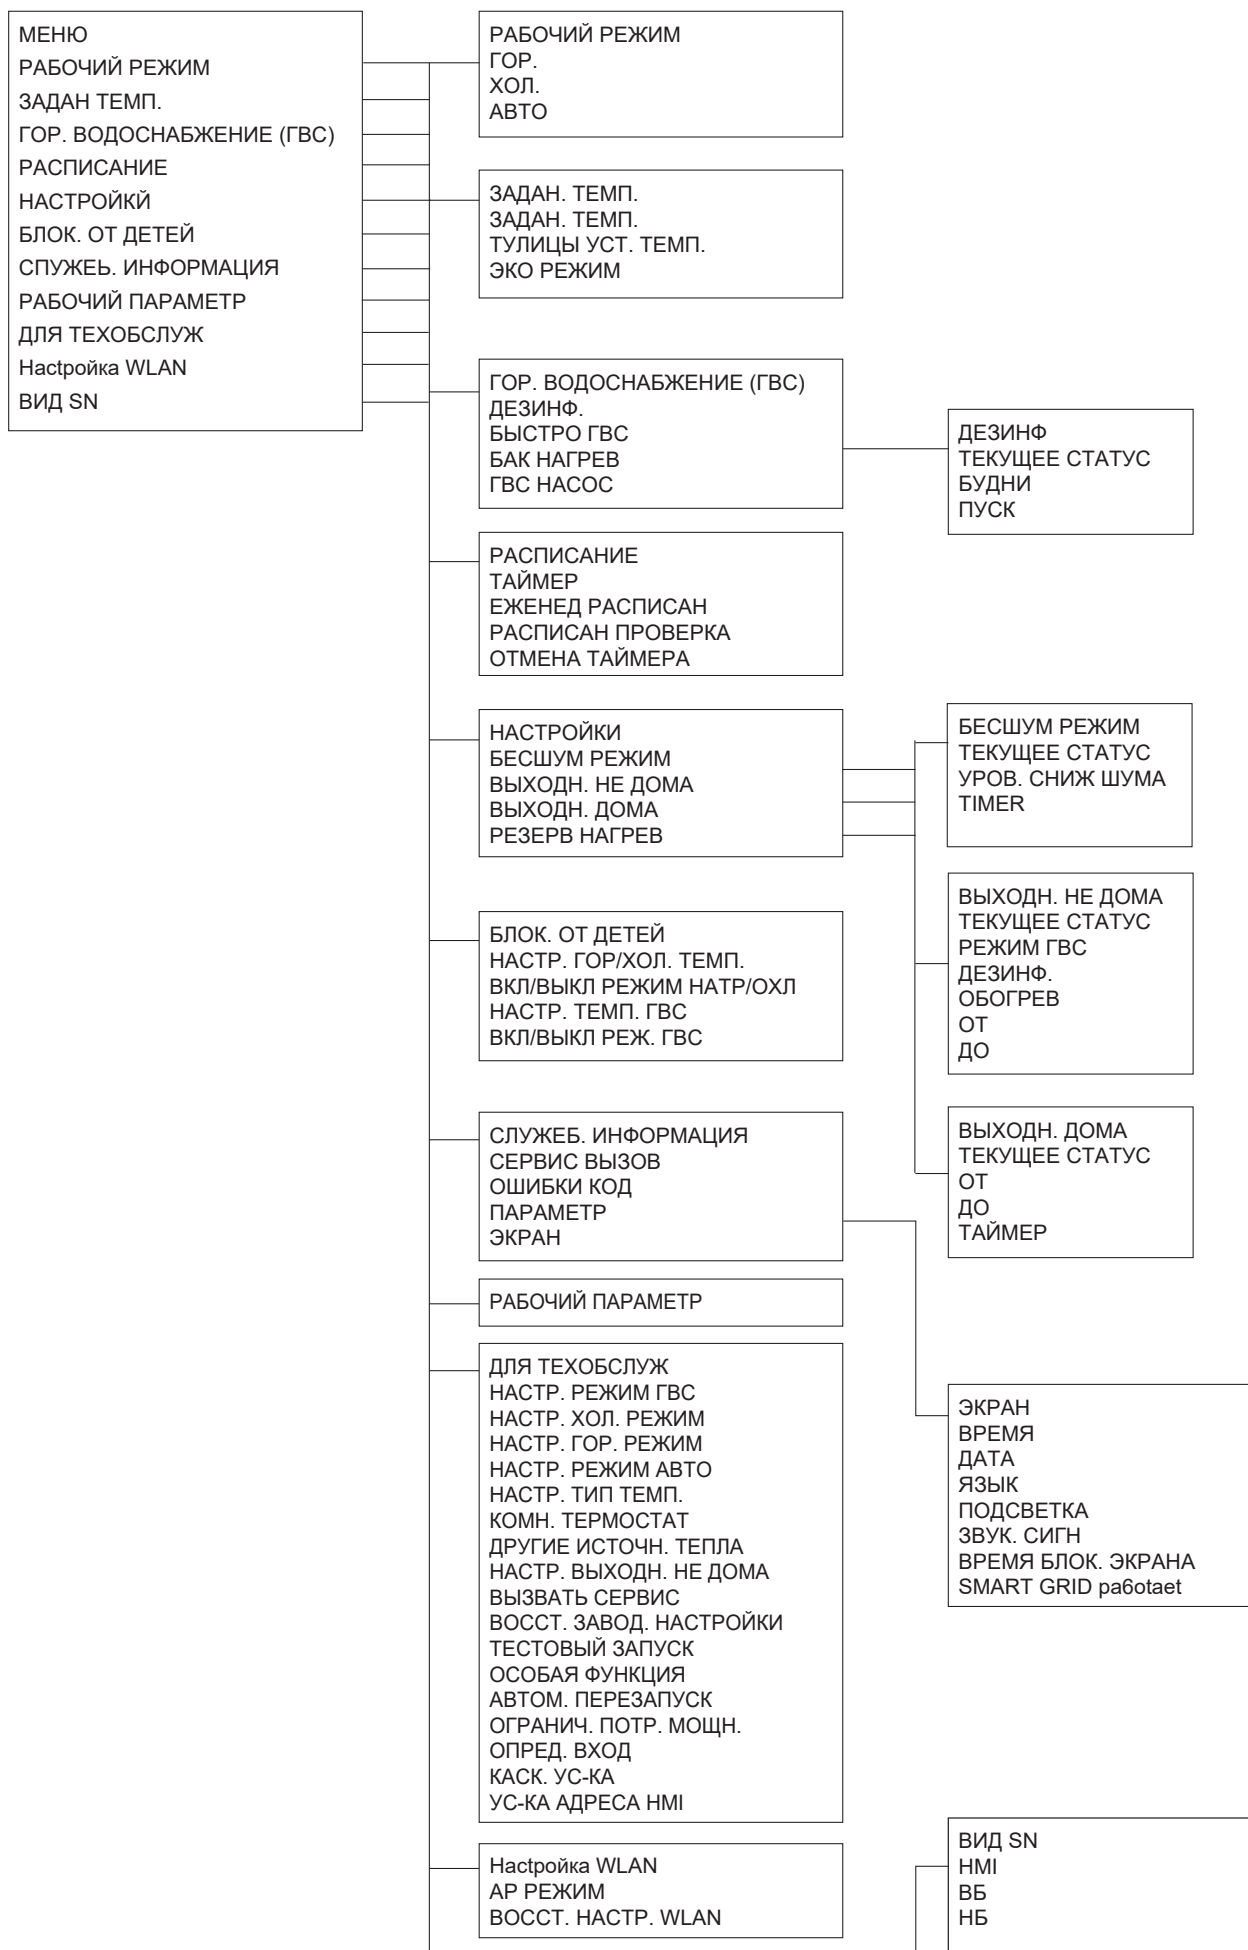 МЕНЮ
РАБОЧИЙ РЕЖИМ
ЗАДАН ТЕМП.
ГОР. ВОДОСНАБЖЕНИЕ (ГВС)
РАСПИСАНИЕ
НАСТРОЙКЙ
БЛОК. ОТ ДЕТЕЙ
СПУЖЕЬ. ИНФОРМАЦИЯ
РАБОЧИЙ ПАРАМЕТР
ДЛЯ ТЕХОБСЛУЖ
Насtройка WLAN
ВИД SN
РАБОЧИЙ РЕЖИМ
ГОР.
ХОЛ.
АВТО
ЗАДАН. ТЕМП.
ЗАДАН. ТЕМП.
ТУЛИЦЫ УСТ. ТЕМП.
ЭКО РЕЖИМ
ГОР. ВОДОСНАБЖЕНИЕ (ГВС)
ДЕЗИНФ.
БЫСТРО ГВС
БАК НАГРЕВ
ГВС НАСОС
ДЕЗИНФ
ТЕКУЩЕЕ СТАТУС
БУДНИ
ПУСК
РАСПИСАНИЕ
ТАЙМЕР
ЕЖЕНЕД РАСПИСАН
РАСПИСАН ПРОВЕРКА
ОТМЕНА ТАЙМЕРА
НАСТРОЙКИ
БЕСШУМ РЕЖИМ
ВЫХОДН. НЕ ДОМА
ВЫХОДН. ДОМА
РЕЗЕРВ НАГРЕВ
БЕСШУМ РЕЖИМ
ТЕКУЩЕЕ СТАТУС
УРОВ. СНИЖ ШУМА
TIMER
ВЫХОДН. НЕ ДОМА
ТЕКУЩЕЕ СТАТУС
РЕЖИМ ГВС
ДЕЗИНФ.
ОБОГРЕВ
ОТ
ДО
БЛОК. ОТ ДЕТЕЙ
НАСТР. ГОР/ХОЛ. ТЕМП.
ВКЛ/ВЫКЛ РЕЖИМ НАТР/ОХЛ
НАСТР. ТЕМП. ГВС
ВКЛ/ВЫКЛ РЕЖ. ГВС
ВЫХОДН. ДОМА
ТЕКУЩЕЕ СТАТУС
ОТ
ДО
ТАЙМЕР
СЛУЖЕБ. ИНФОРМАЦИЯ
СЕРВИС ВЫЗОВ
ОШИБКИ КОД
ПАРАМЕТР
ЭКРАН
РАБОЧИЙ ПАРАМЕТР
ДЛЯ ТЕХОБСЛУЖ
НАСТР. РЕЖИМ ГВС
НАСТР. ХОЛ. РЕЖИМ
НАСТР. ГОР. РЕЖИМ
НАСТР. РЕЖИМ АВТО
НАСТР. ТИП ТЕМП.
КОМН. ТЕРМОСТАТ
ДРУГИЕ ИСТОЧН. ТЕПЛА
НАСТР. ВЫХОДН. НЕ ДОМА
ВЫЗВАТЬ СЕРВИС
ВОССТ. ЗАВОД. НАСТРОЙКИ
ТЕСТОВЫЙ ЗАПУСК
ОСОБАЯ ФУНКЦИЯ
АВТОМ. ПЕРЕЗАПУСК
ОГРАНИЧ. ПОТР. МОЩН.
ОПРЕД. ВХОД
КАСК. УС-КА
УС-КА АДРЕСА HMI
ЭКРАН
ВРЕМЯ
ДАТА
ЯЗЫК
ПОДСВЕТКА
ЗВУК. СИГН
ВРЕМЯ БЛОК. ЭКРАНА
SMART GRID pa6otaet
Насtройка WLAN
АР РЕЖИМ
ВОССТ. НАСТР. WLAN
ВИД SN
HMI
ВБ
НБ